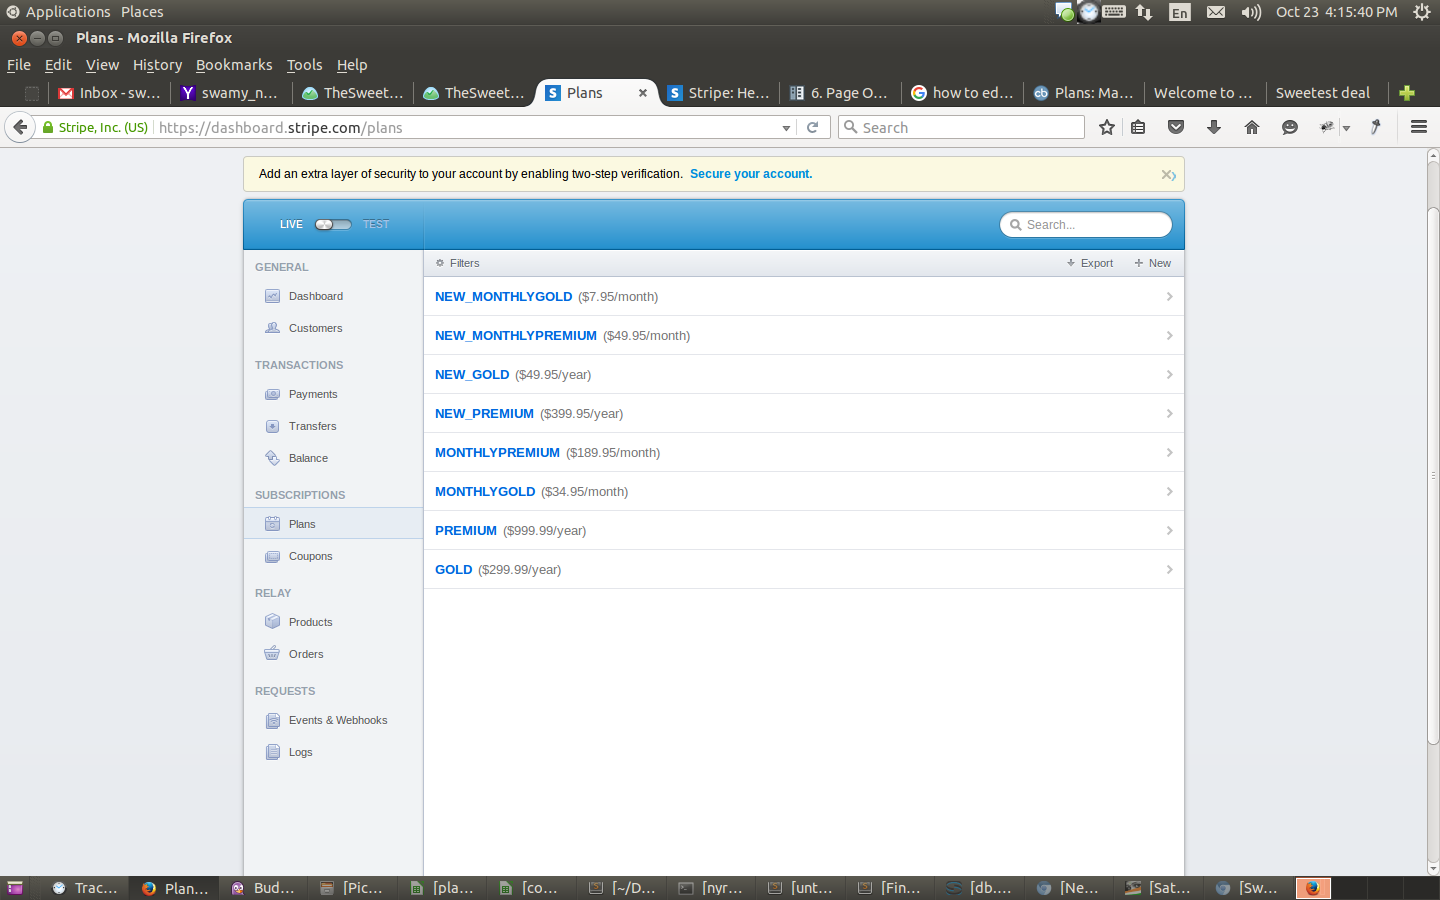 Applications Places En Oct 23 4:15:40 PM
Plans - Mozilla Firefox
File Edit View History Bookmarks Tools Help
Inbox - sw... swamy_n... TheSweet... TheSweet... Plans Stripe: He... 6. Page O... how to ed... Plans: Ma... Welcome to ... Sweetest deal
Stripe, Inc. (US) https://dashboard.stripe.com/plans Search
Add an extra layer of security to your account by enabling two-step verification. Secure your account.
LIVE TEST Search...
GENERAL
Dashboard
Customers
TRANSACTIONS
Payments
Transfers
Balance
SUBSCRIPTIONS
Plans
Coupons
RELAY
Products
Orders
REQUESTS
Events & Webhooks
Logs
Filters Export New
NEW_MONTHLYGOLD ($7.95/month)
NEW_MONTHLYPREMIUM ($49.95/month)
NEW_GOLD ($49.95/year)
NEW_PREMIUM ($399.95/year)
MONTHLYPREMIUM ($189.95/month)
MONTHLYGOLD ($34.95/month)
PREMIUM ($999.99/year)
GOLD ($299.99/year)
Trac... Plan... Bud... [Pic... [pla... [co... [~/D... [nyr... [unt... [Fin... [db.... [Ne... [Sat... [Sw...